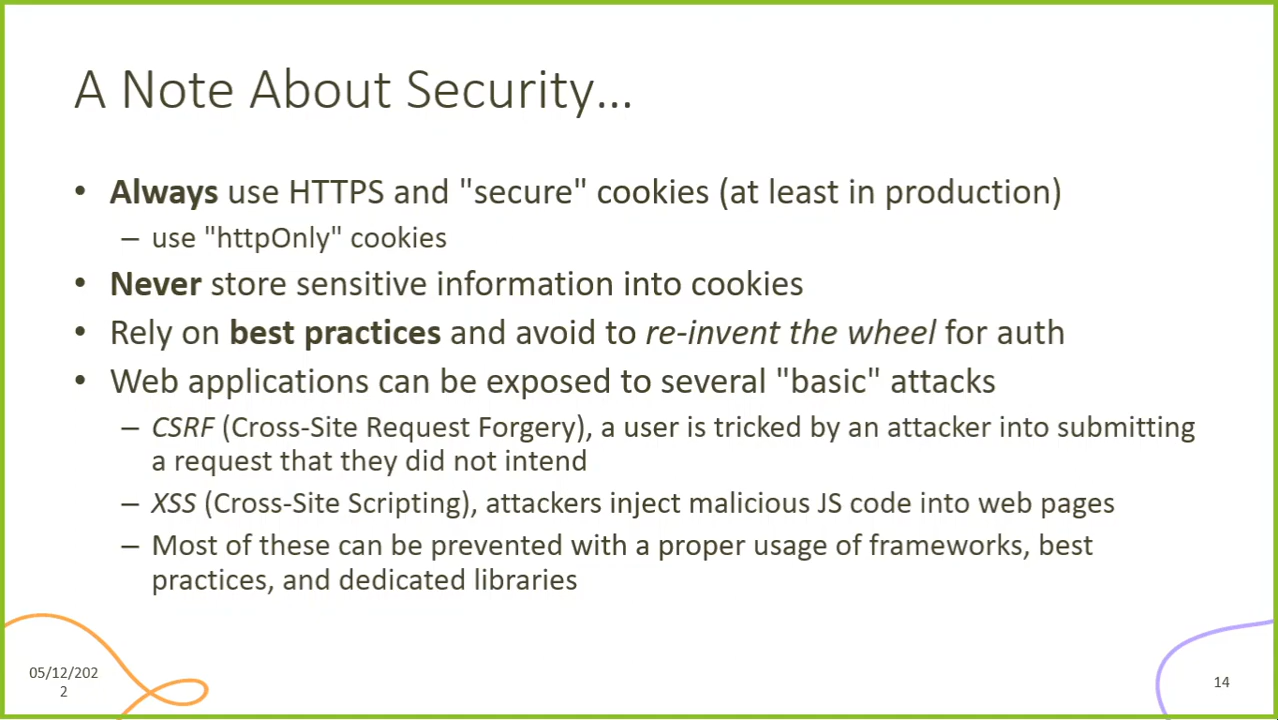 A Note About Security…
• Always use HTTPS and "secure" cookies (at least in production)
– use "httpOnly" cookies
• Never store sensitive information into cookies
• Rely on best practices and avoid to re-invent the wheel for auth
• Web applications can be exposed to several "basic" attacks
– CSRF (Cross-Site Request Forgery), a user is tricked by an attacker into submitting
a request that they did not intend
– XSS (Cross-Site Scripting), attackers inject malicious JS code into web pages
– Most of these can be prevented with a proper usage of frameworks, best
practices, and dedicated libraries
05/12/202
2
14